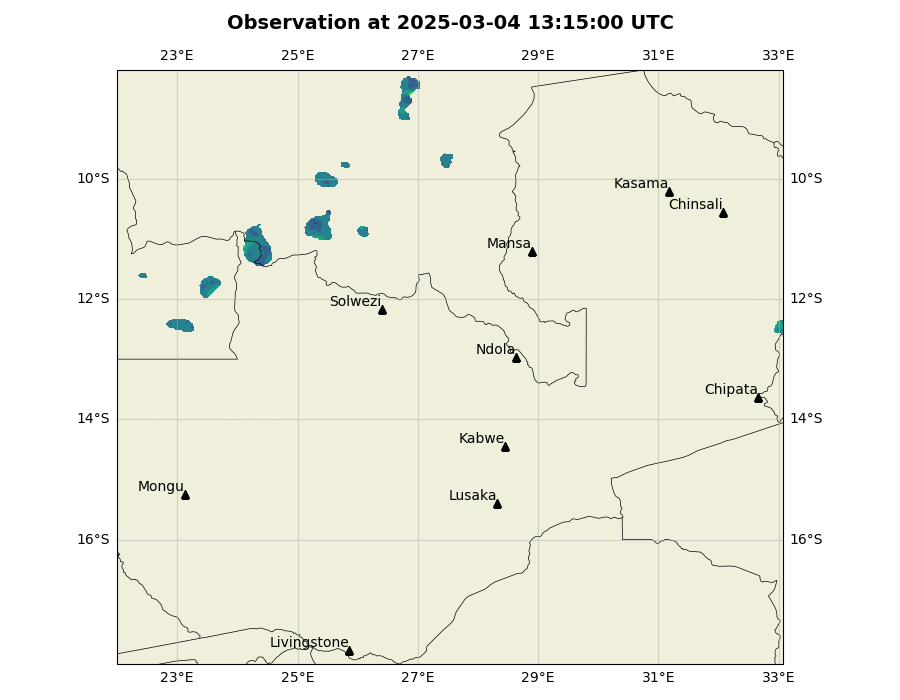 Observation at 2025-03-04 13:15:00 UTC
23°E 25°E 27°E 29°E 31°E 33°E
10°S 10°S
Kasama
Chinsali
Mansa
12°S 12°S
Solwezi
Ndola
Chipata
14°S 14°S
Kabwe
Mongu
Lusaka
16°S 16°S
Livingstone
23°E 25°E 27°E 29°E 31°E 33°E